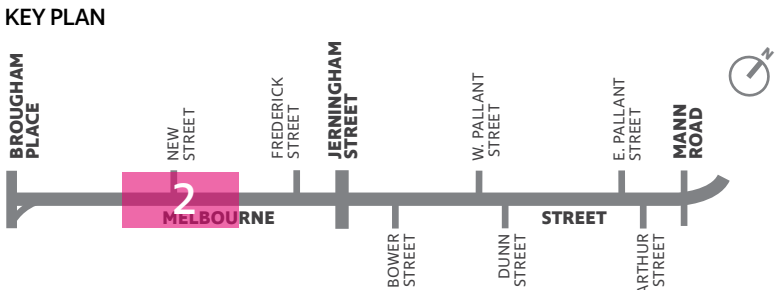 KEY PLAN
N
BROUGHAM
PLACE
NEW
STREET
FREDERICK
STREET
JERNINGHAM
STREET
W. PALLANT
STREET
E. PALLANT
STREET
MANN
ROAD
2
MELBOURNE
STREET
BOWER
STREET
DUNN
STREET
ARTHUR
STREET